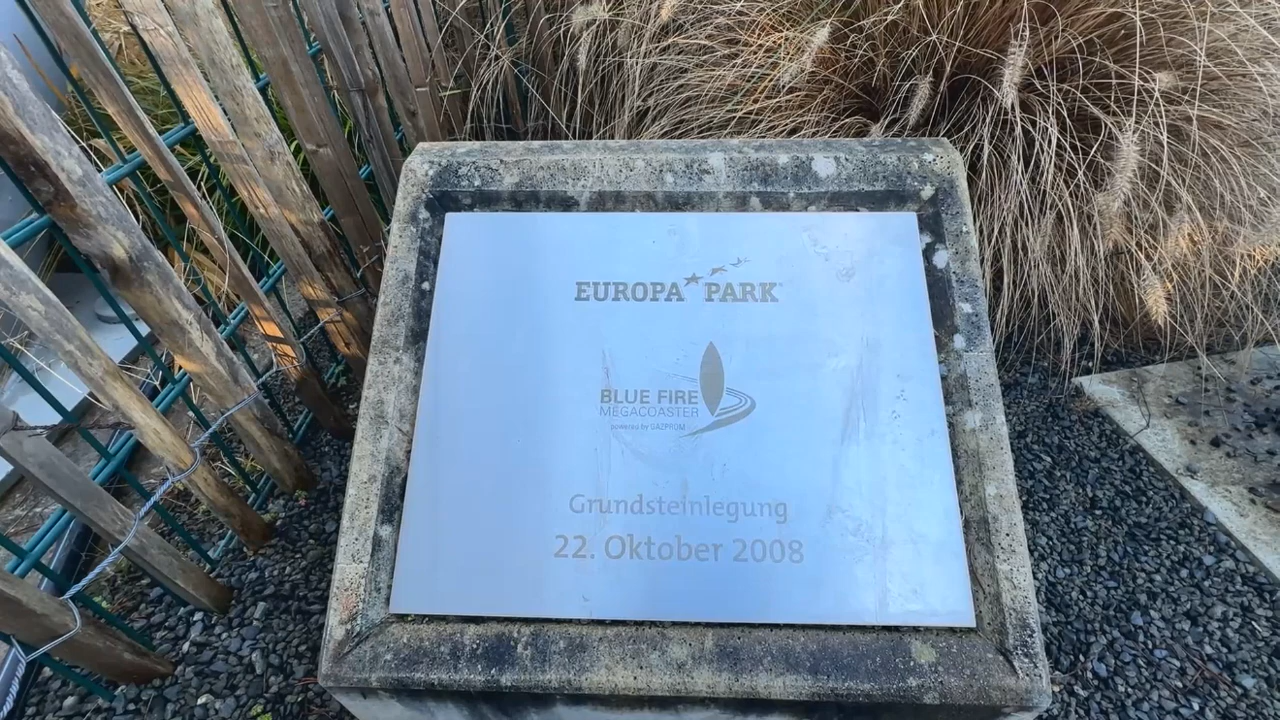 EUROPA PARK
BLUE FIRE
MEGACOASTER
powered by GAZPROM
Grundsteinlegung
22. Oktober 2008